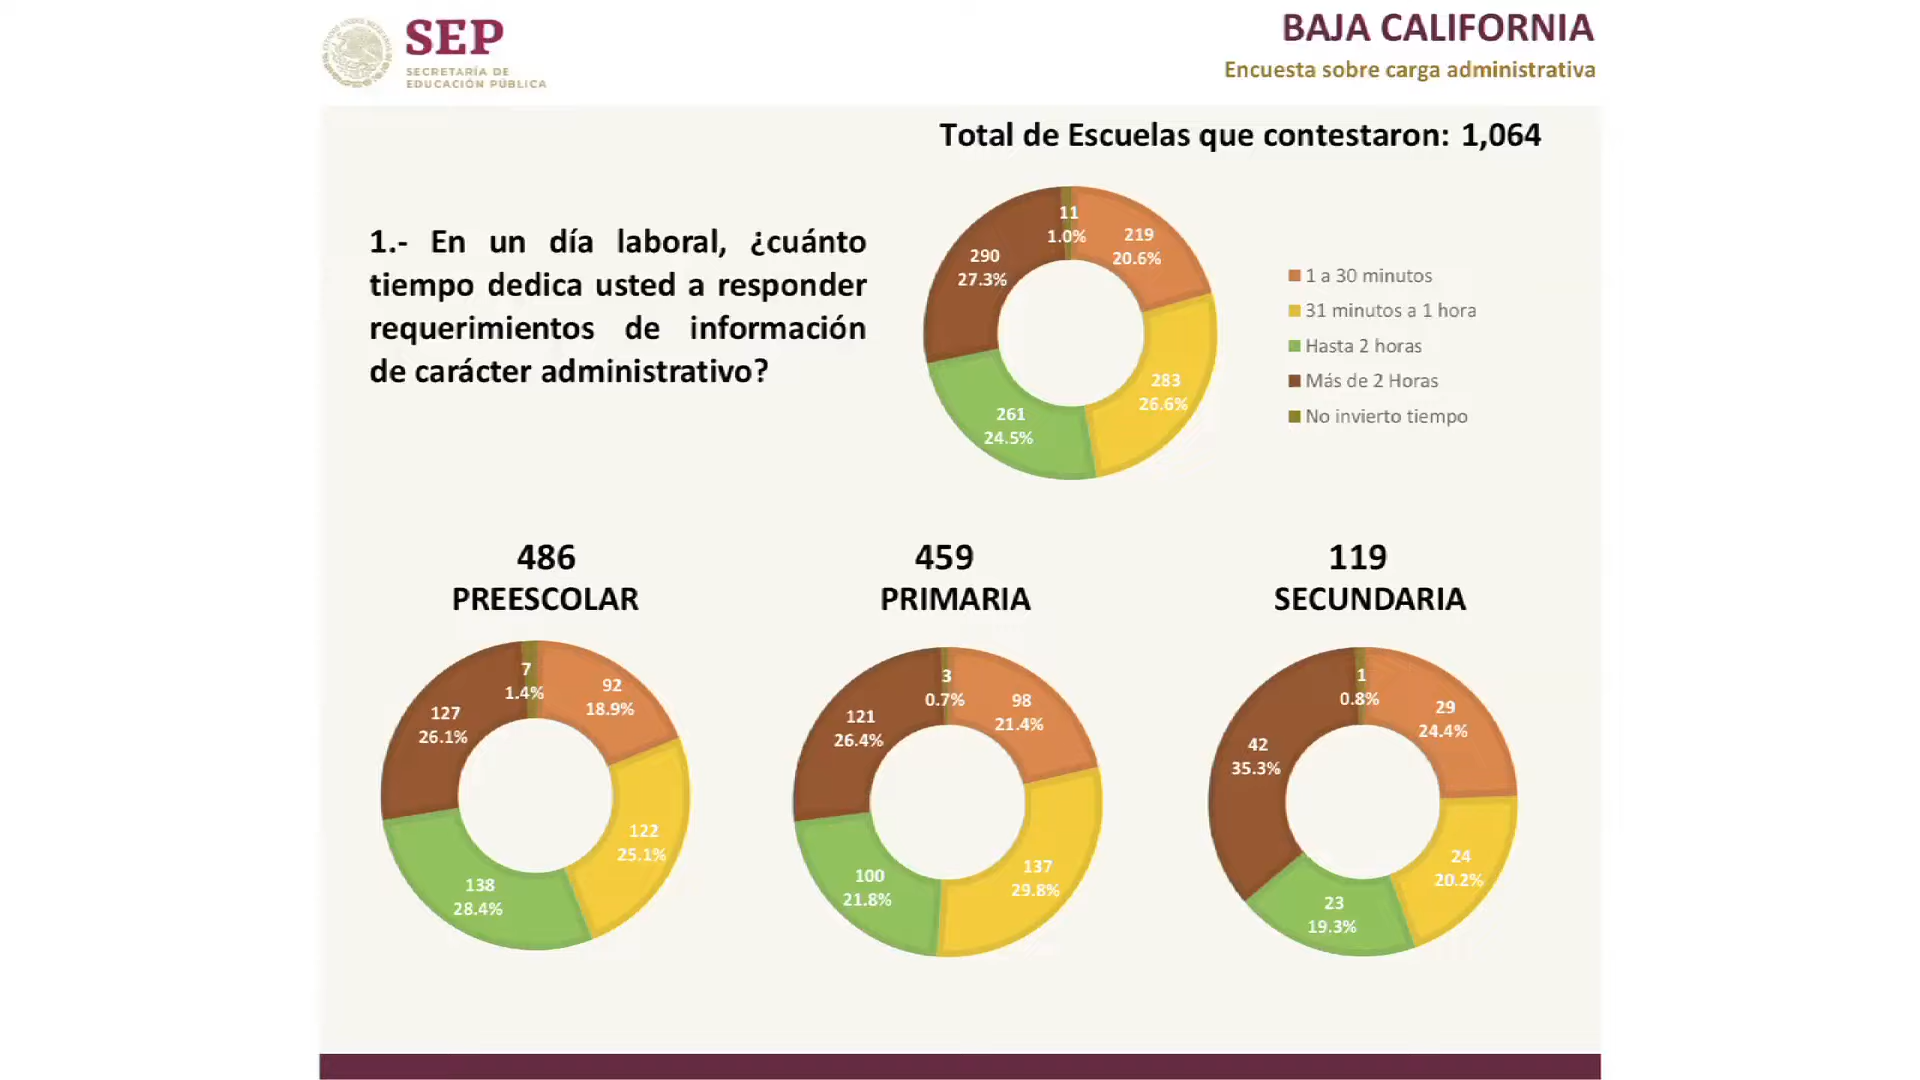 SEP
SECRETARÍA DE
EDUCACIÓN PÚBLICA
BAJA CALIFORNIA
Encuesta sobre carga administrativa
Total de Escuelas que contestaron: 1,064
1.- En un día laboral, ¿cuánto
tiempo dedica usted a responder
requerimientos de información
de carácter administrativo?
11
1.0%
219
20.6%
290
27.3%
283
26.6%
261
24.5%
1 a 30 minutos
31 minutos a 1 hora
Hasta 2 horas
Más de 2 Horas
No invierto tiempo
486
PREESCOLAR
7
1.4%
92
18.9%
127
26.1%
122
25.1%
138
28.4%
459
PRIMARIA
3
0.7%
98
21.4%
121
26.4%
137
29.8%
100
21.8%
119
SECUNDARIA
1
0.8%
29
24.4%
42
35.3%
24
20.2%
23
19.3%